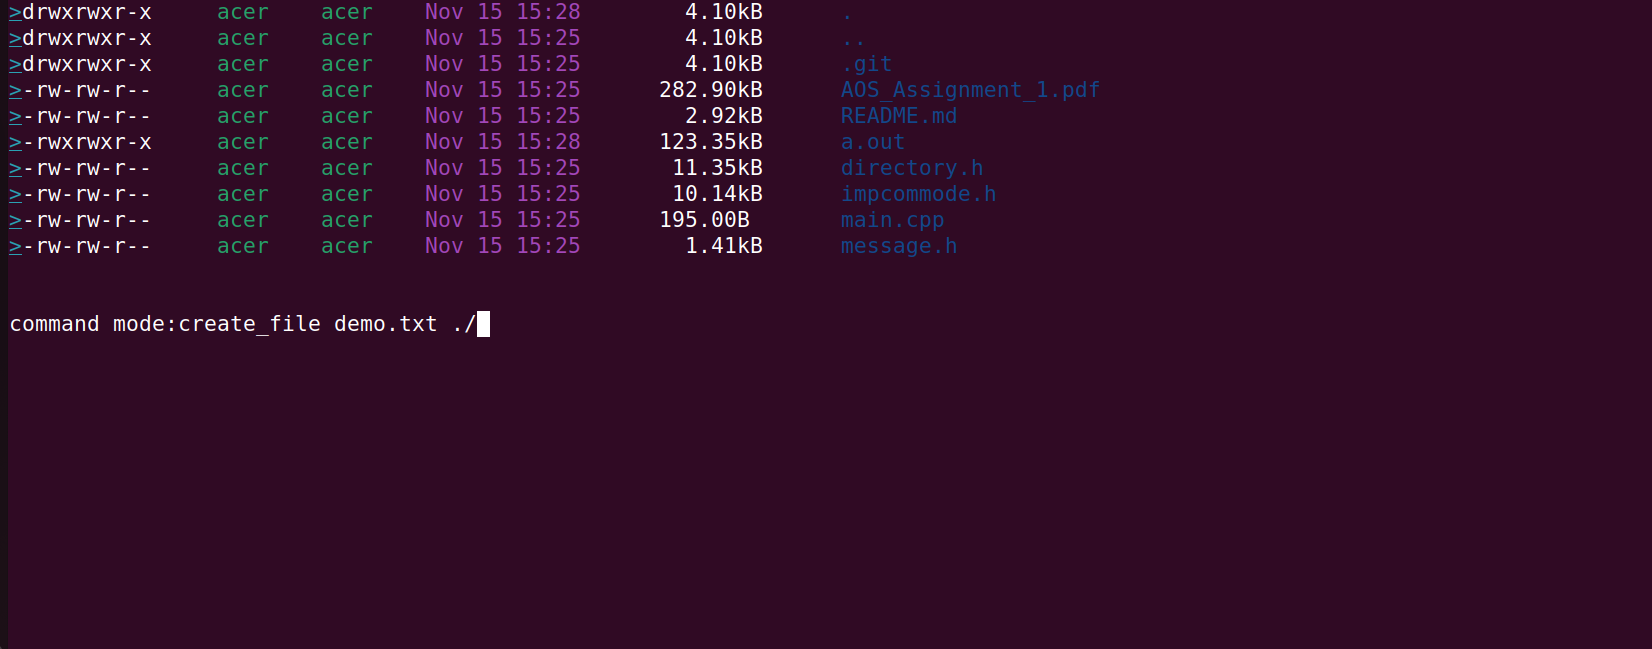 >drwxrwxr-x acer acer Nov 15 15:28 4.10kB .
>drwxrwxr-x acer acer Nov 15 15:25 4.10kB ..
>drwxrwxr-x acer acer Nov 15 15:25 4.10kB .git
>-rw-rw-r-- acer acer Nov 15 15:25 282.90kB AOS_Assignment_1.pdf
>-rw-rw-r-- acer acer Nov 15 15:25 2.92kB README.md
>-rwxrwxr-x acer acer Nov 15 15:28 123.35kB a.out
>-rw-rw-r-- acer acer Nov 15 15:25 11.35kB directory.h
>-rw-rw-r-- acer acer Nov 15 15:25 10.14kB impcommode.h
>-rw-rw-r-- acer acer Nov 15 15:25 195.00B main.cpp
>-rw-rw-r-- acer acer Nov 15 15:25 1.41kB message.h
command mode:create_file demo.txt ./